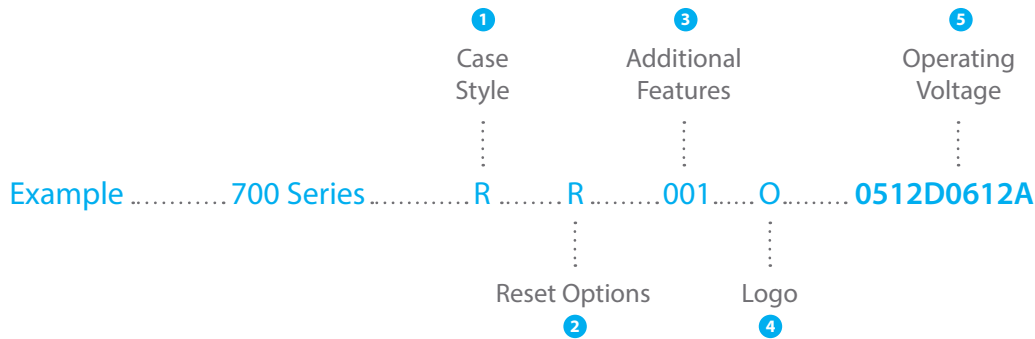 1 3 5
Case Additional Operating
Style Features Voltage
Example 700 Series R R 001 O 0512D0612A
Reset Options Logo
2 4